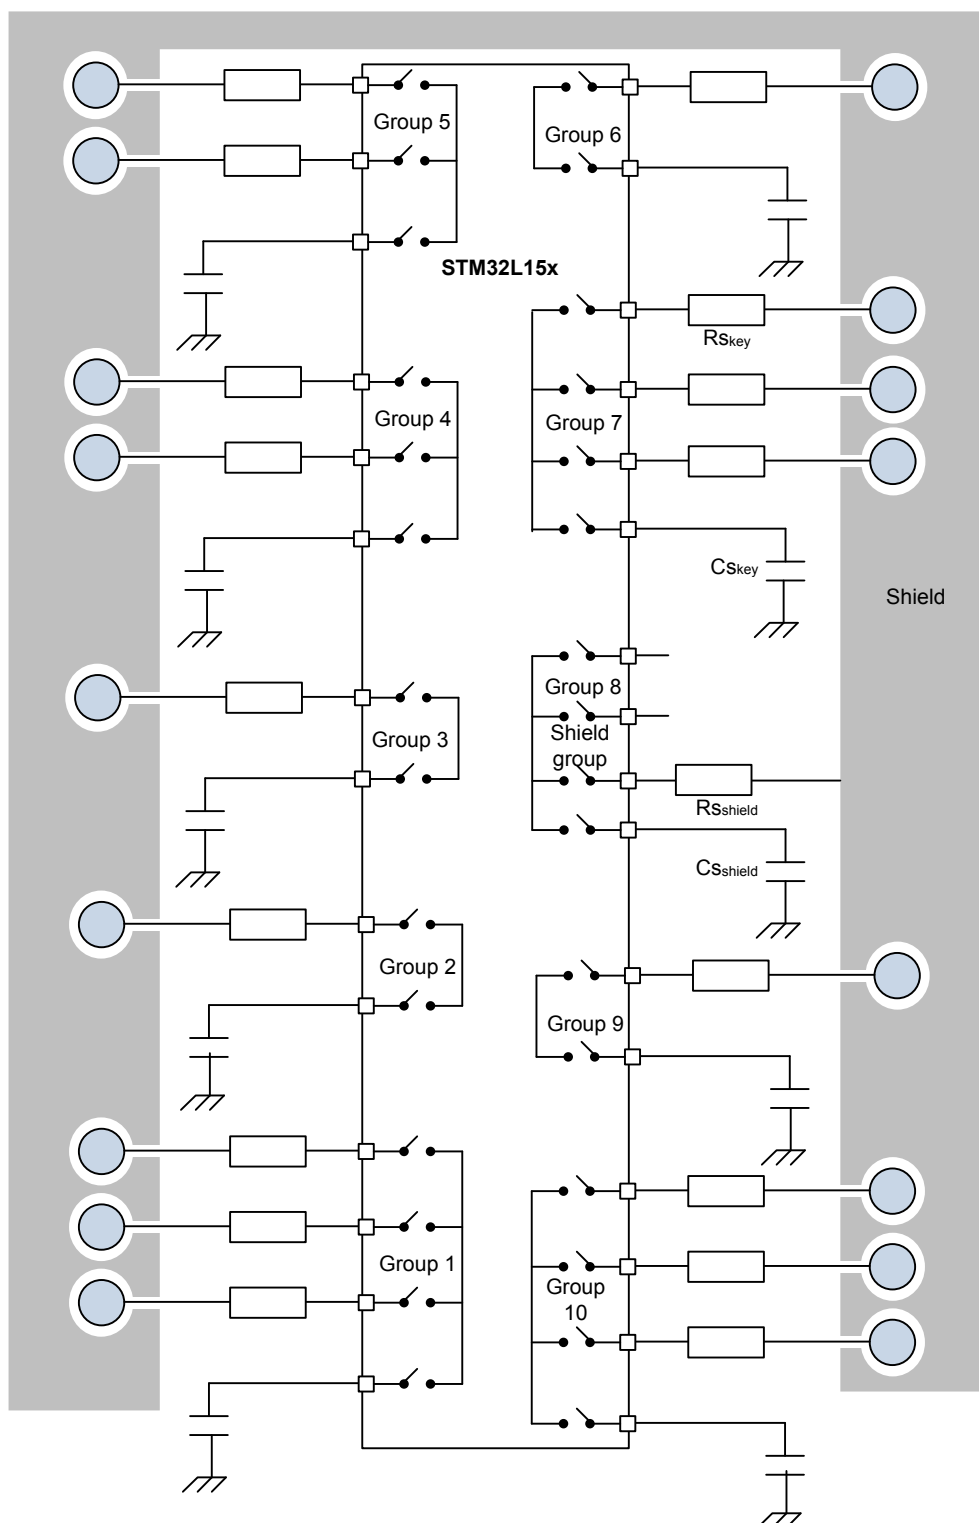 Group 5
Group 6
STM32L15x
Rskey
Group 4
Group 7
Cskey
Shield
Group 8
Shield
group
Group 3
Rsshield
Csshield
Group 2
Group 9
Group 1
Group
10